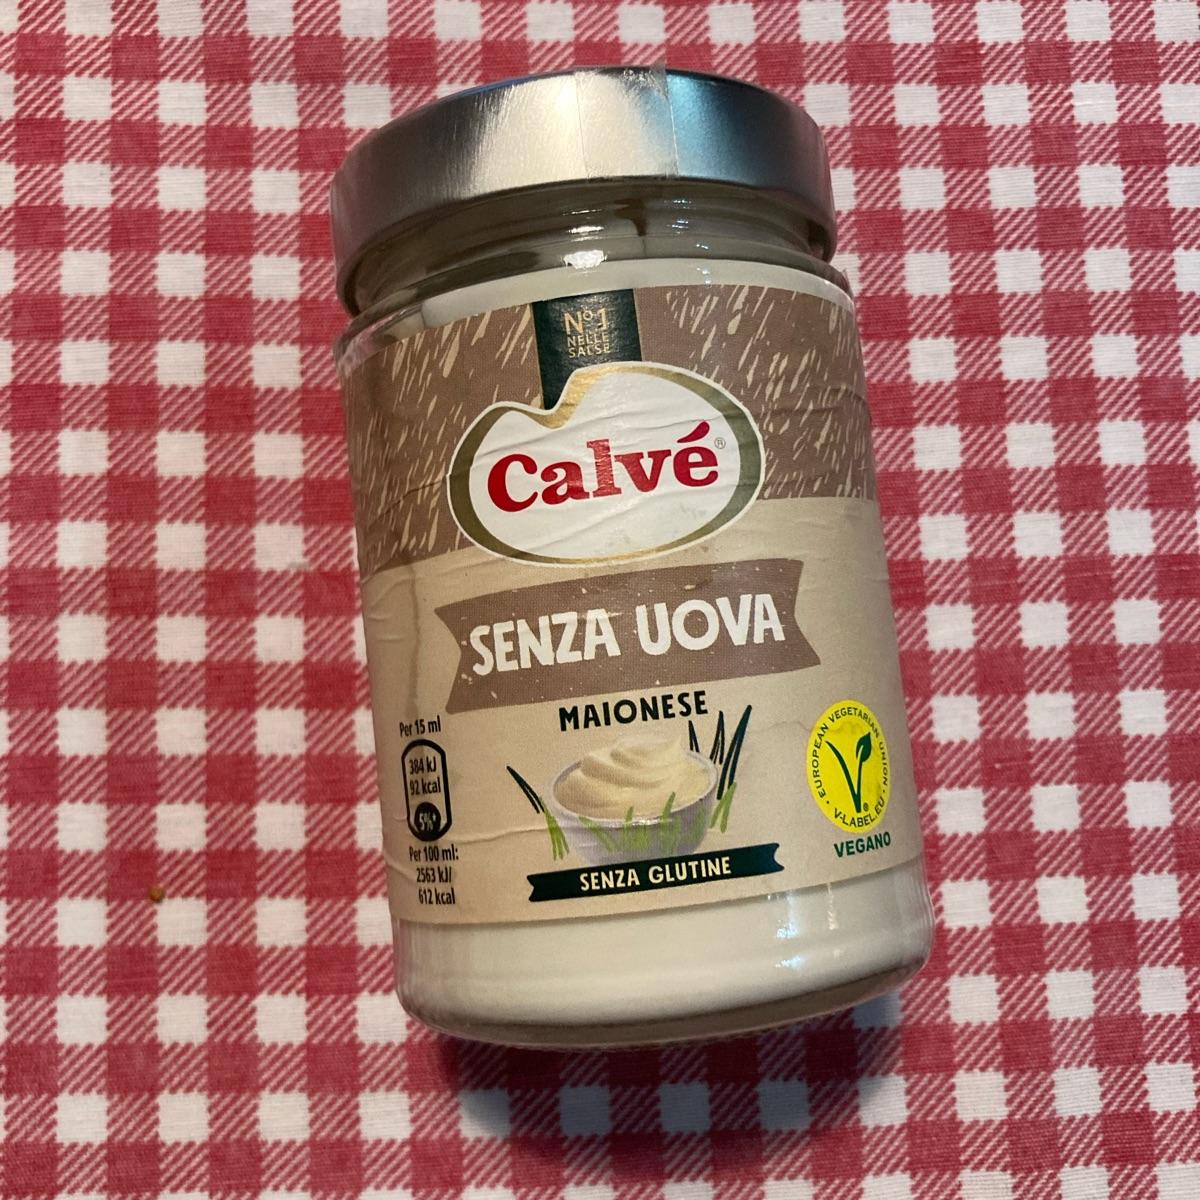 Nº1
NELLE
SALSE
Calvé®
SENZA UOVA
MAIONESE
Per 15 ml
384 kJ
92 kcal
5%*
Per 100 ml:
2563 kJ/
612 kcal
SENZA GLUTINE
EUROPEAN VEGETARIAN UNION
V-LABEL.EU
VEGANO